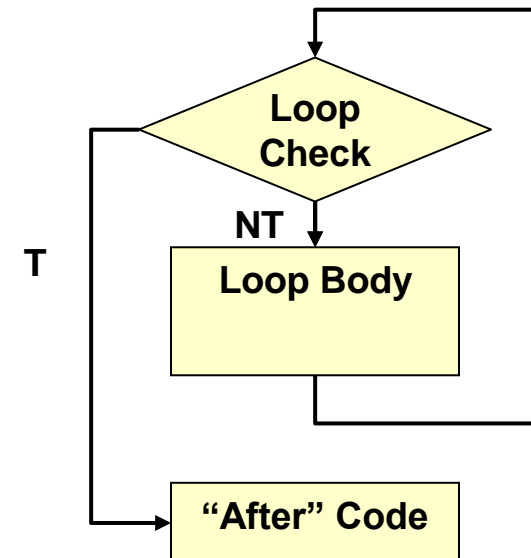 Loop
Check
NT
T
Loop Body
“After” Code